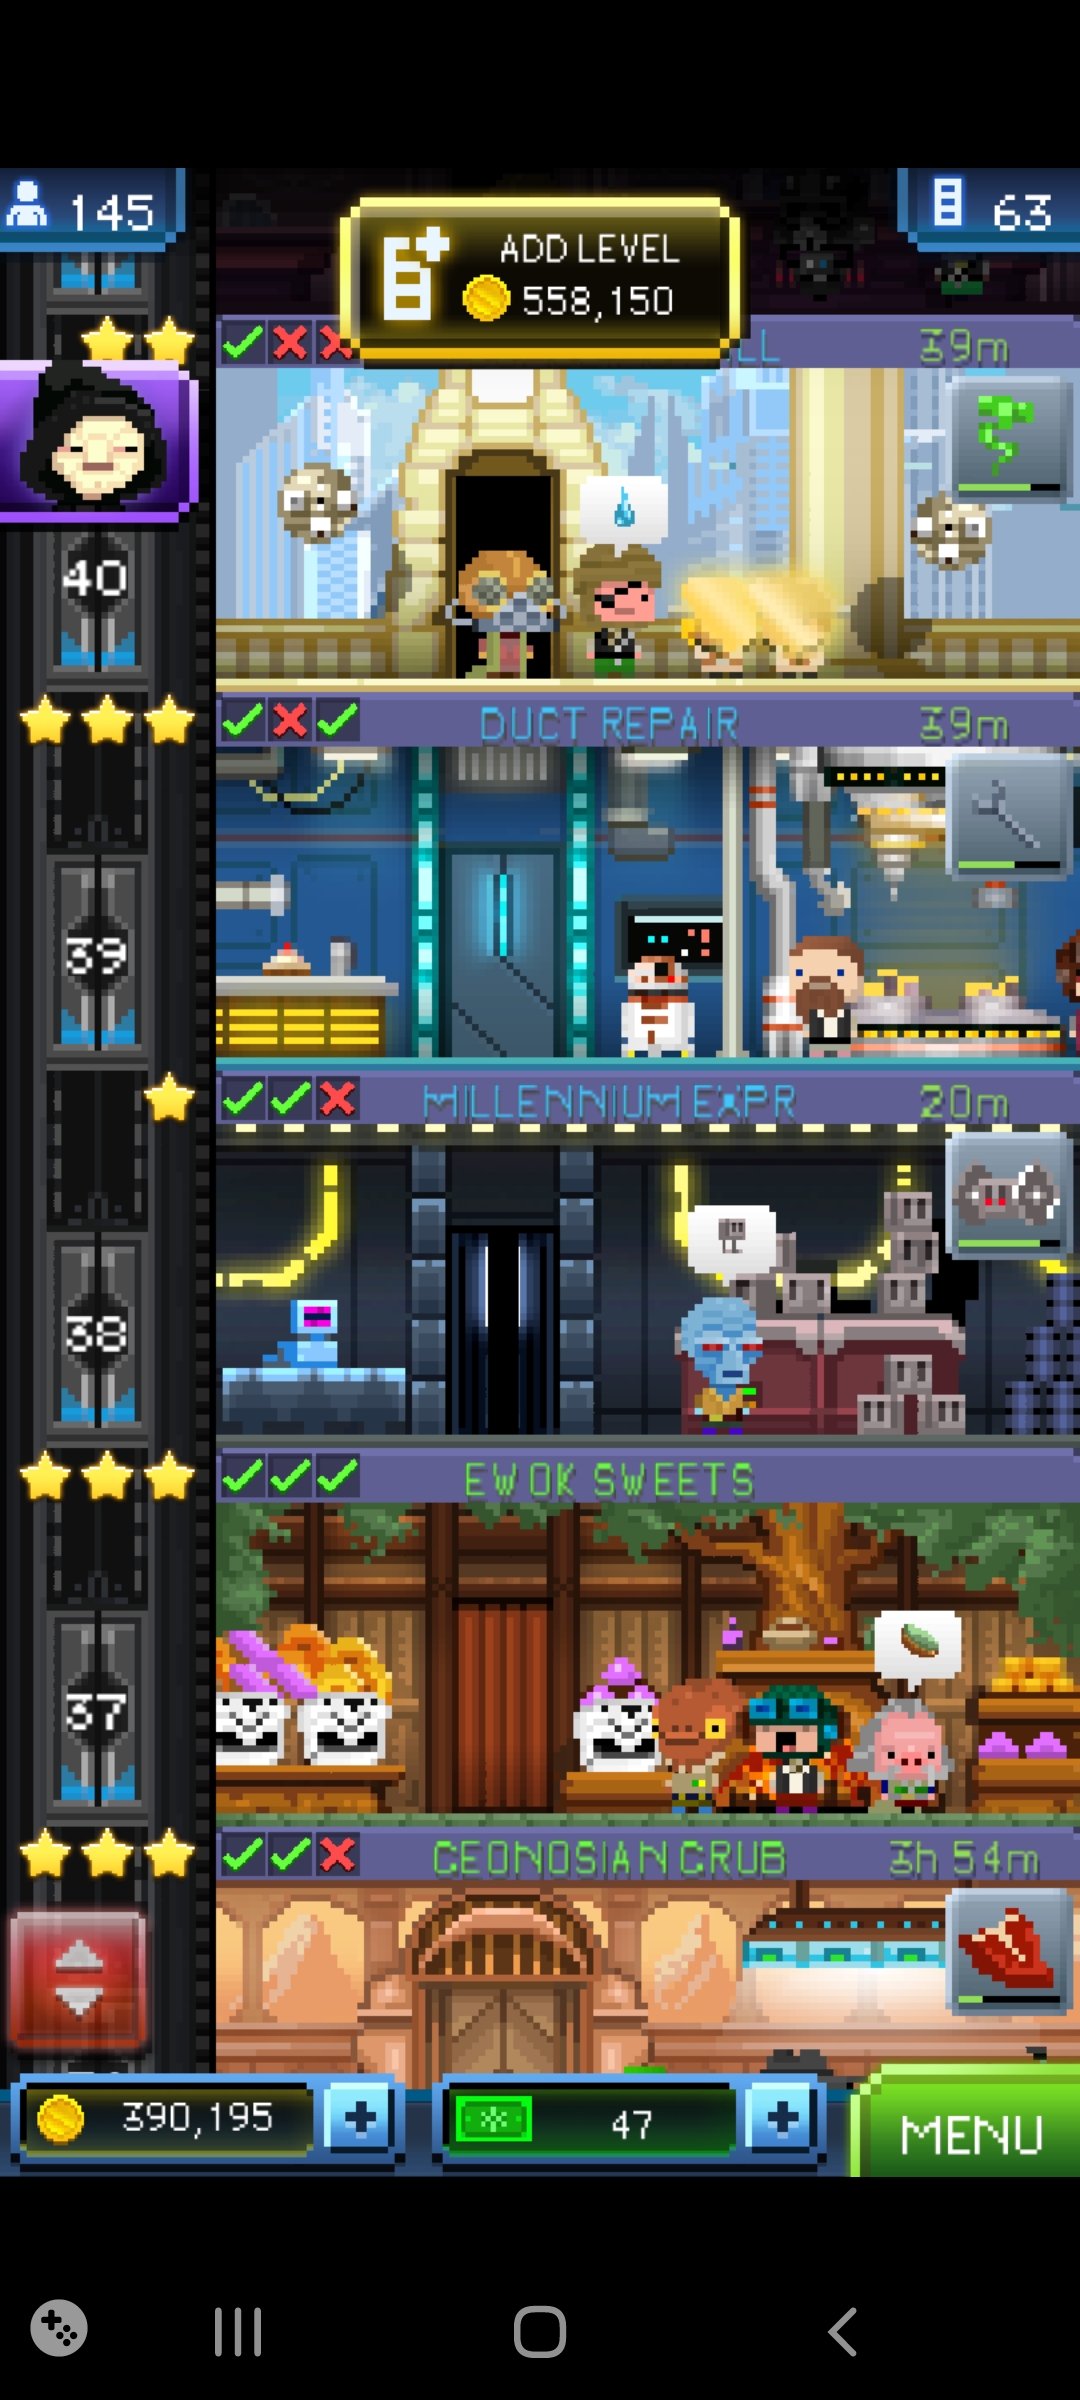 145
ADD LEVEL
558,150
63
LL
39m
40
DUCT REPAIR
39m
39
MILLENNIUM EXPR
20m
38
EWOK SWEETS
37
GEONOSIAN GRUB
3h 54m
390,195
47
MENU